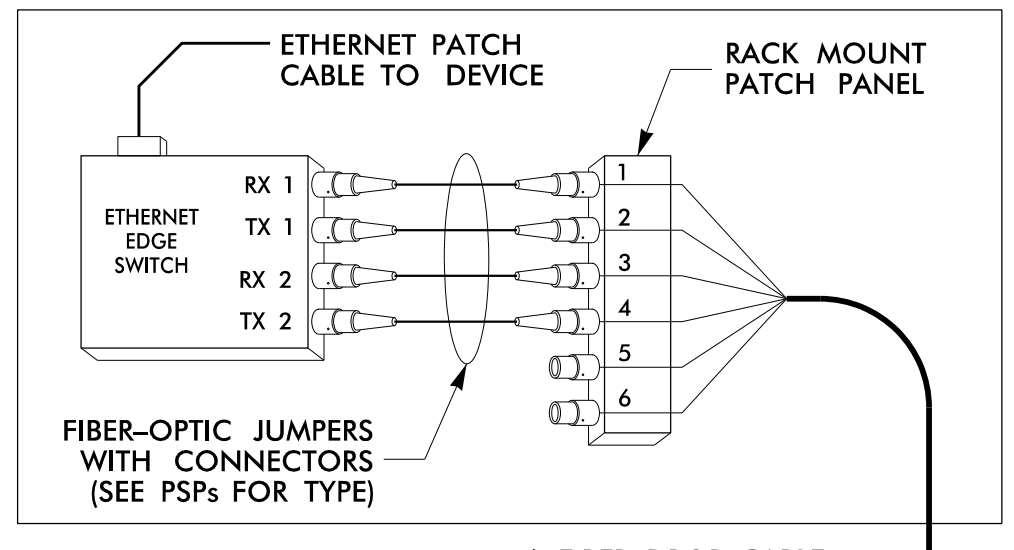 ETHERNET PATCH
CABLE TO DEVICE
RACK MOUNT
PATCH PANEL
ETHERNET
EDGE
SWITCH
RX 1
TX 1
RX 2
TX 2
1
2
3
4
5
6
FIBER–OPTIC JUMPERS
WITH CONNECTORS
(SEE PSPs FOR TYPE)